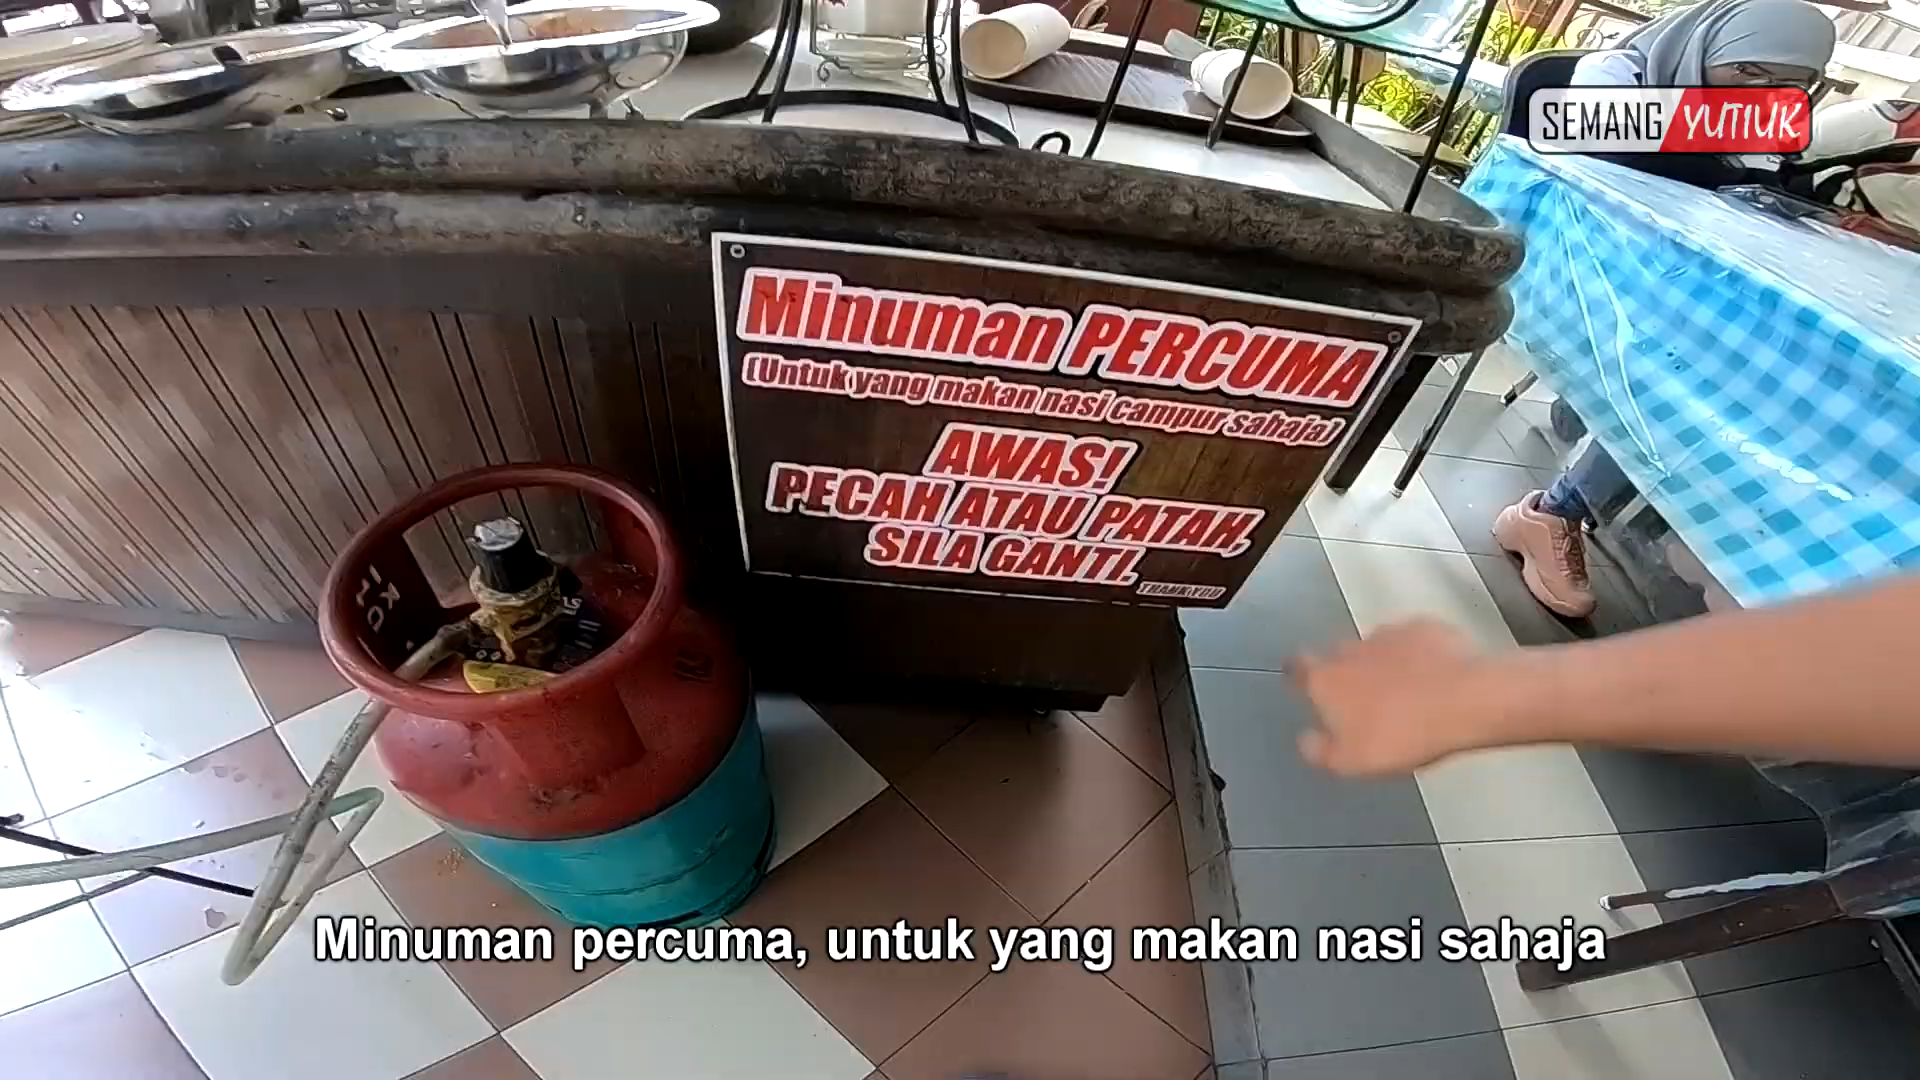 SEMANG YUTIUK
Minuman PERCUMA
(Untuk yang makan nasi campur sahaja)
AWAS!
PECAH ATAU PATAH,
SILA GANTI.
THANK YOU
Minuman percuma, untuk yang makan nasi sahaja